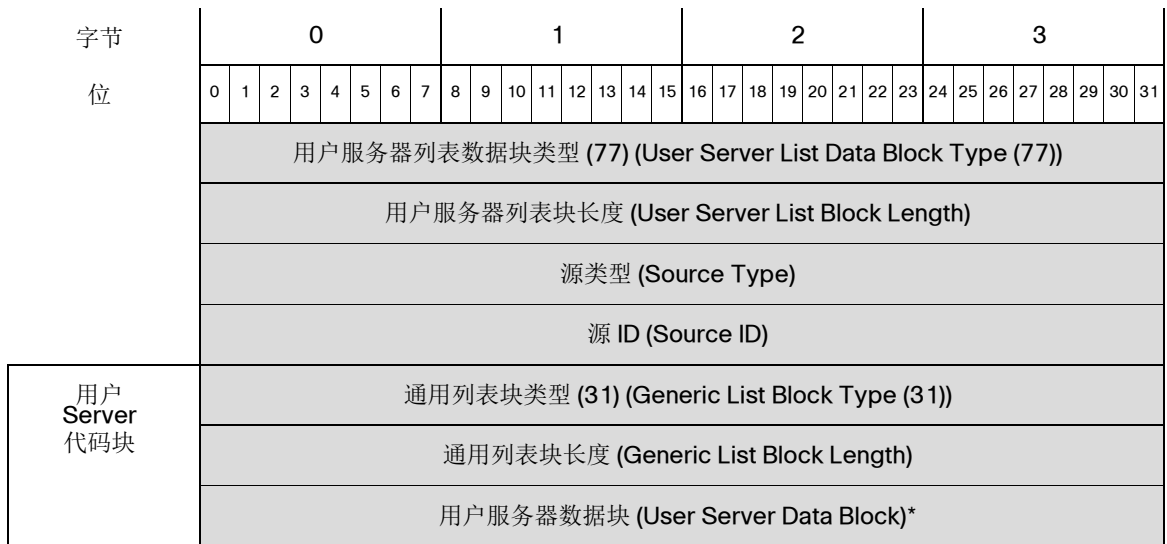 字节 0 1 2 3
位 0 1 2 3 4 5 6 7 8 9 10 11 12 13 14 15 16 17 18 19 20 21 22 23 24 25 26 27 28 29 30 31
用户服务器列表数据块类型 (77) (User Server List Data Block Type (77))
用户服务器列表块长度 (User Server List Block Length)
源类型 (Source Type)
源 ID (Source ID)
用户
Server
代码块
通用列表块类型 (31) (Generic List Block Type (31))
通用列表块长度 (Generic List Block Length)
用户服务器数据块 (User Server Data Block)*